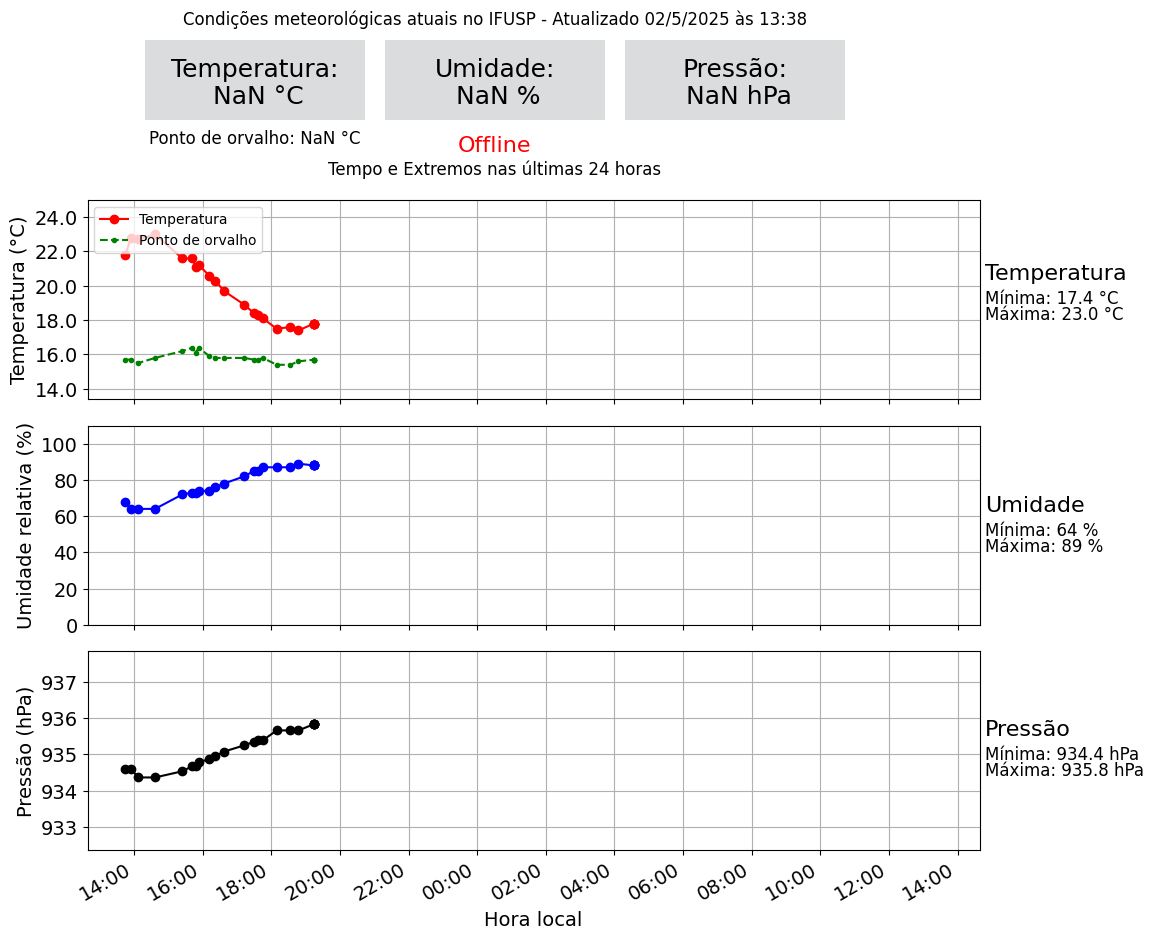 Condições meteorológicas atuais no IFUSP - Atualizado 02/5/2025 às 13:38
Temperatura:
NaN °C
Umidade:
NaN %
Pressão:
NaN hPa
Ponto de orvalho: NaN °C
Offline
Tempo e Extremos nas últimas 24 horas
Temperatura (°C)
24.0
22.0
20.0
18.0
16.0
14.0
Temperatura
Ponto de orvalho
Temperatura
Mínima: 17.4 °C
Máxima: 23.0 °C
Umidade relativa (%)
100
80
60
40
20
0
Umidade
Mínima: 64 %
Máxima: 89 %
Pressão (hPa)
937
936
935
934
933
Pressão
Mínima: 934.4 hPa
Máxima: 935.8 hPa
14:00 16:00 18:00 20:00 22:00 00:00 02:00 04:00 06:00 08:00 10:00 12:00 14:00
Hora local